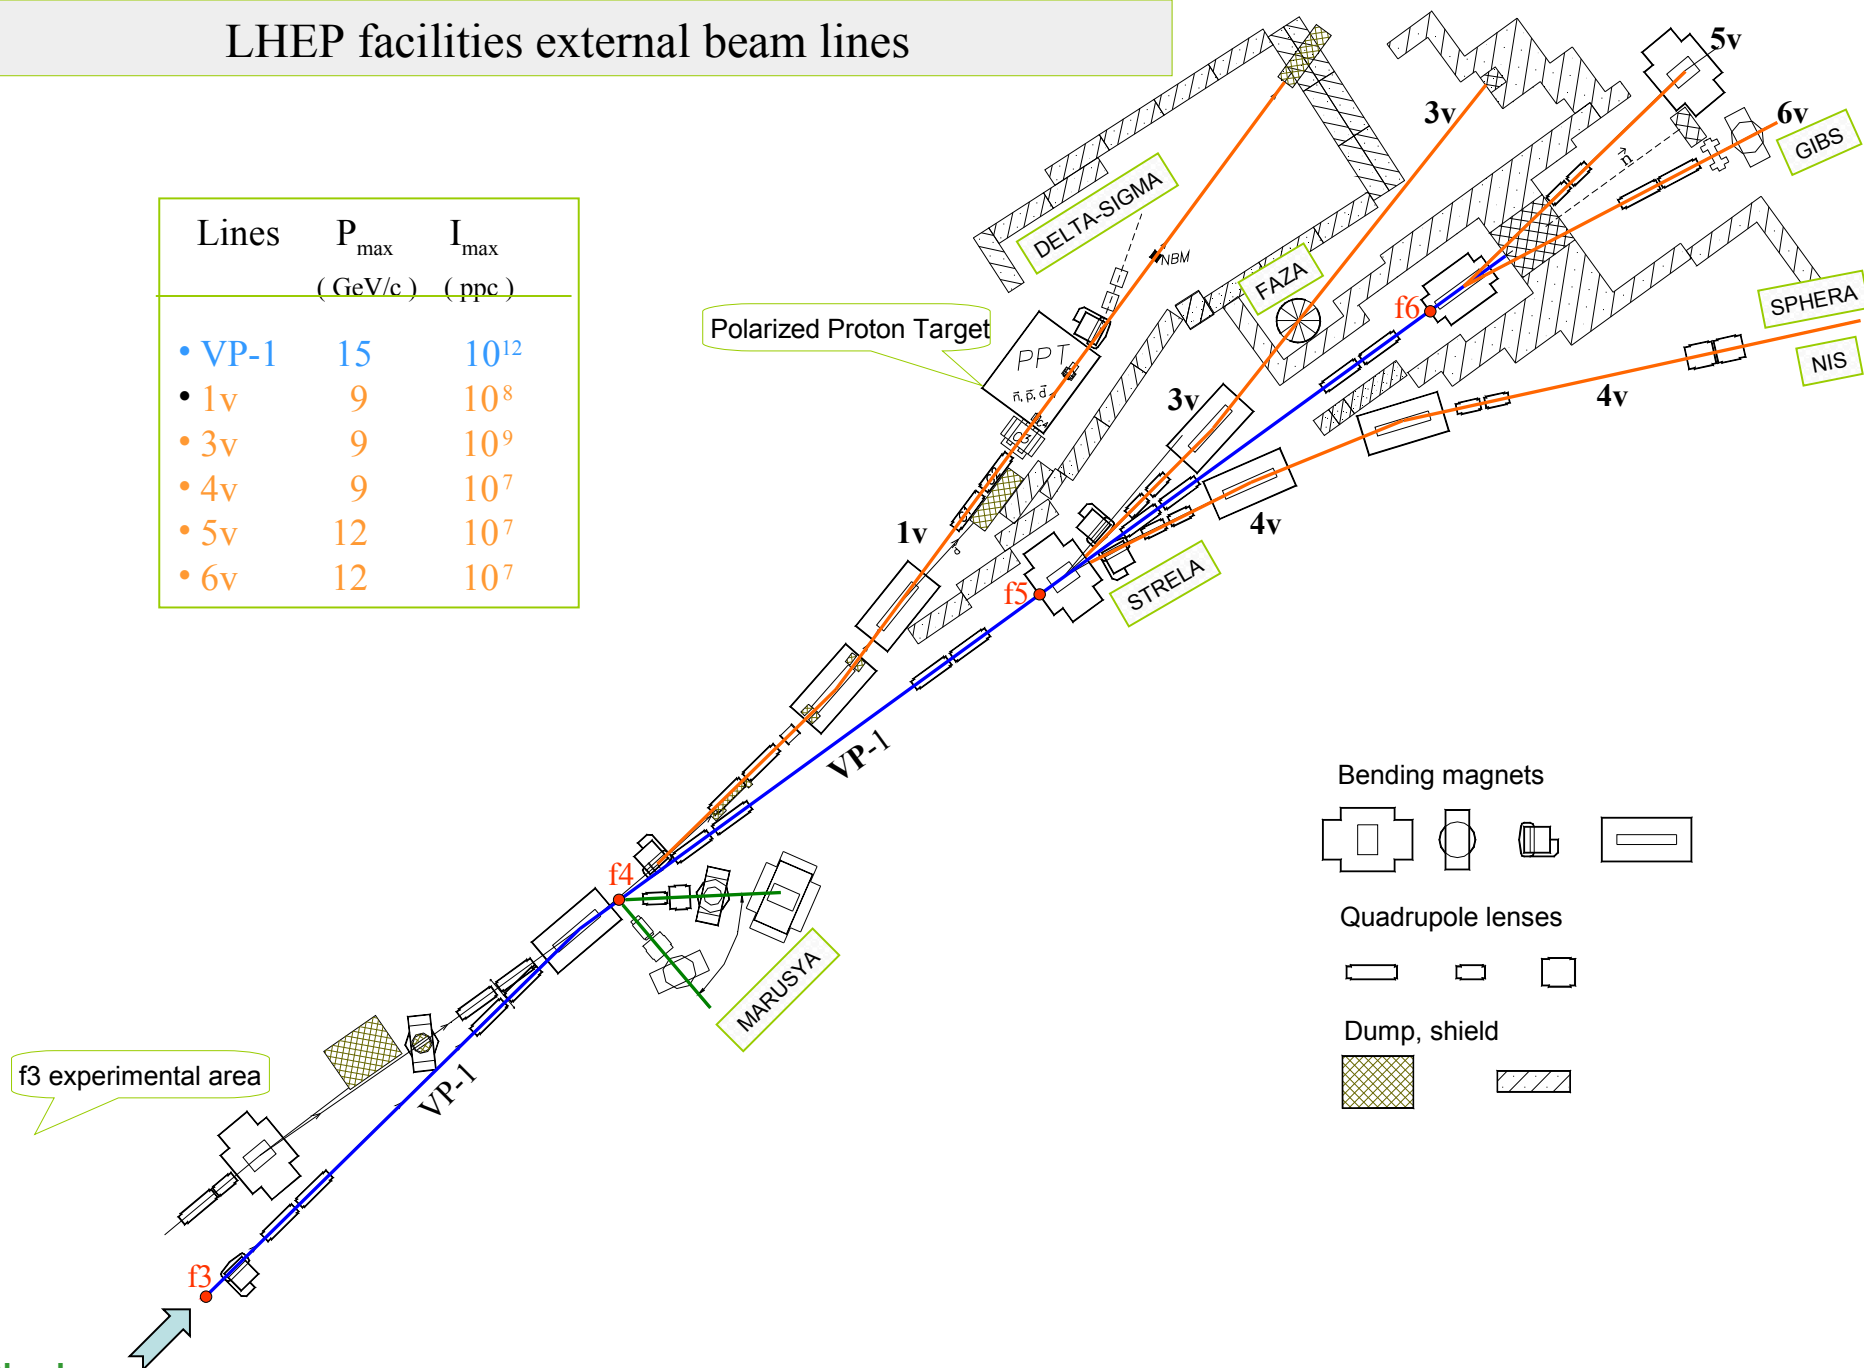 LHEP facilities external beam lines
Lines P_max I_max
( GeV/c ) ( ppc )
• VP-1 15 10¹²
• 1v 9 10⁸
• 3v 9 10⁹
• 4v 9 10⁷
• 5v 12 10⁷
• 6v 12 10⁷
5v
3v
6v
GIBS
n⃗
DELTA-SIGMA
NBM
FAZA
SPHERA
f6
Polarized Proton Target
PPT
NIS
n⃗, p⃗, d⃗
3v
4v
1v
4v
f5
STRELA
VP-1
Bending magnets
f4
Quadrupole lenses
MARUSYA
Dump, shield
f3 experimental area
VP-1
f3